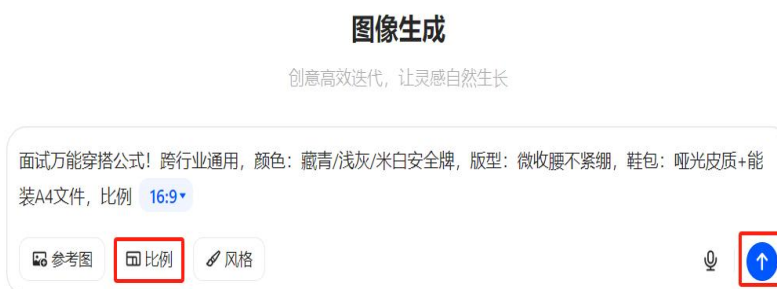 图像生成
创意高效迭代，让灵感自然生长
面试万能穿搭公式！跨行业通用，颜色：藏青/浅灰/米白安全牌，版型：微收腰不紧绷，鞋包：哑光皮质+能
装A4文件，比例 16:9
参考图 比例 风格